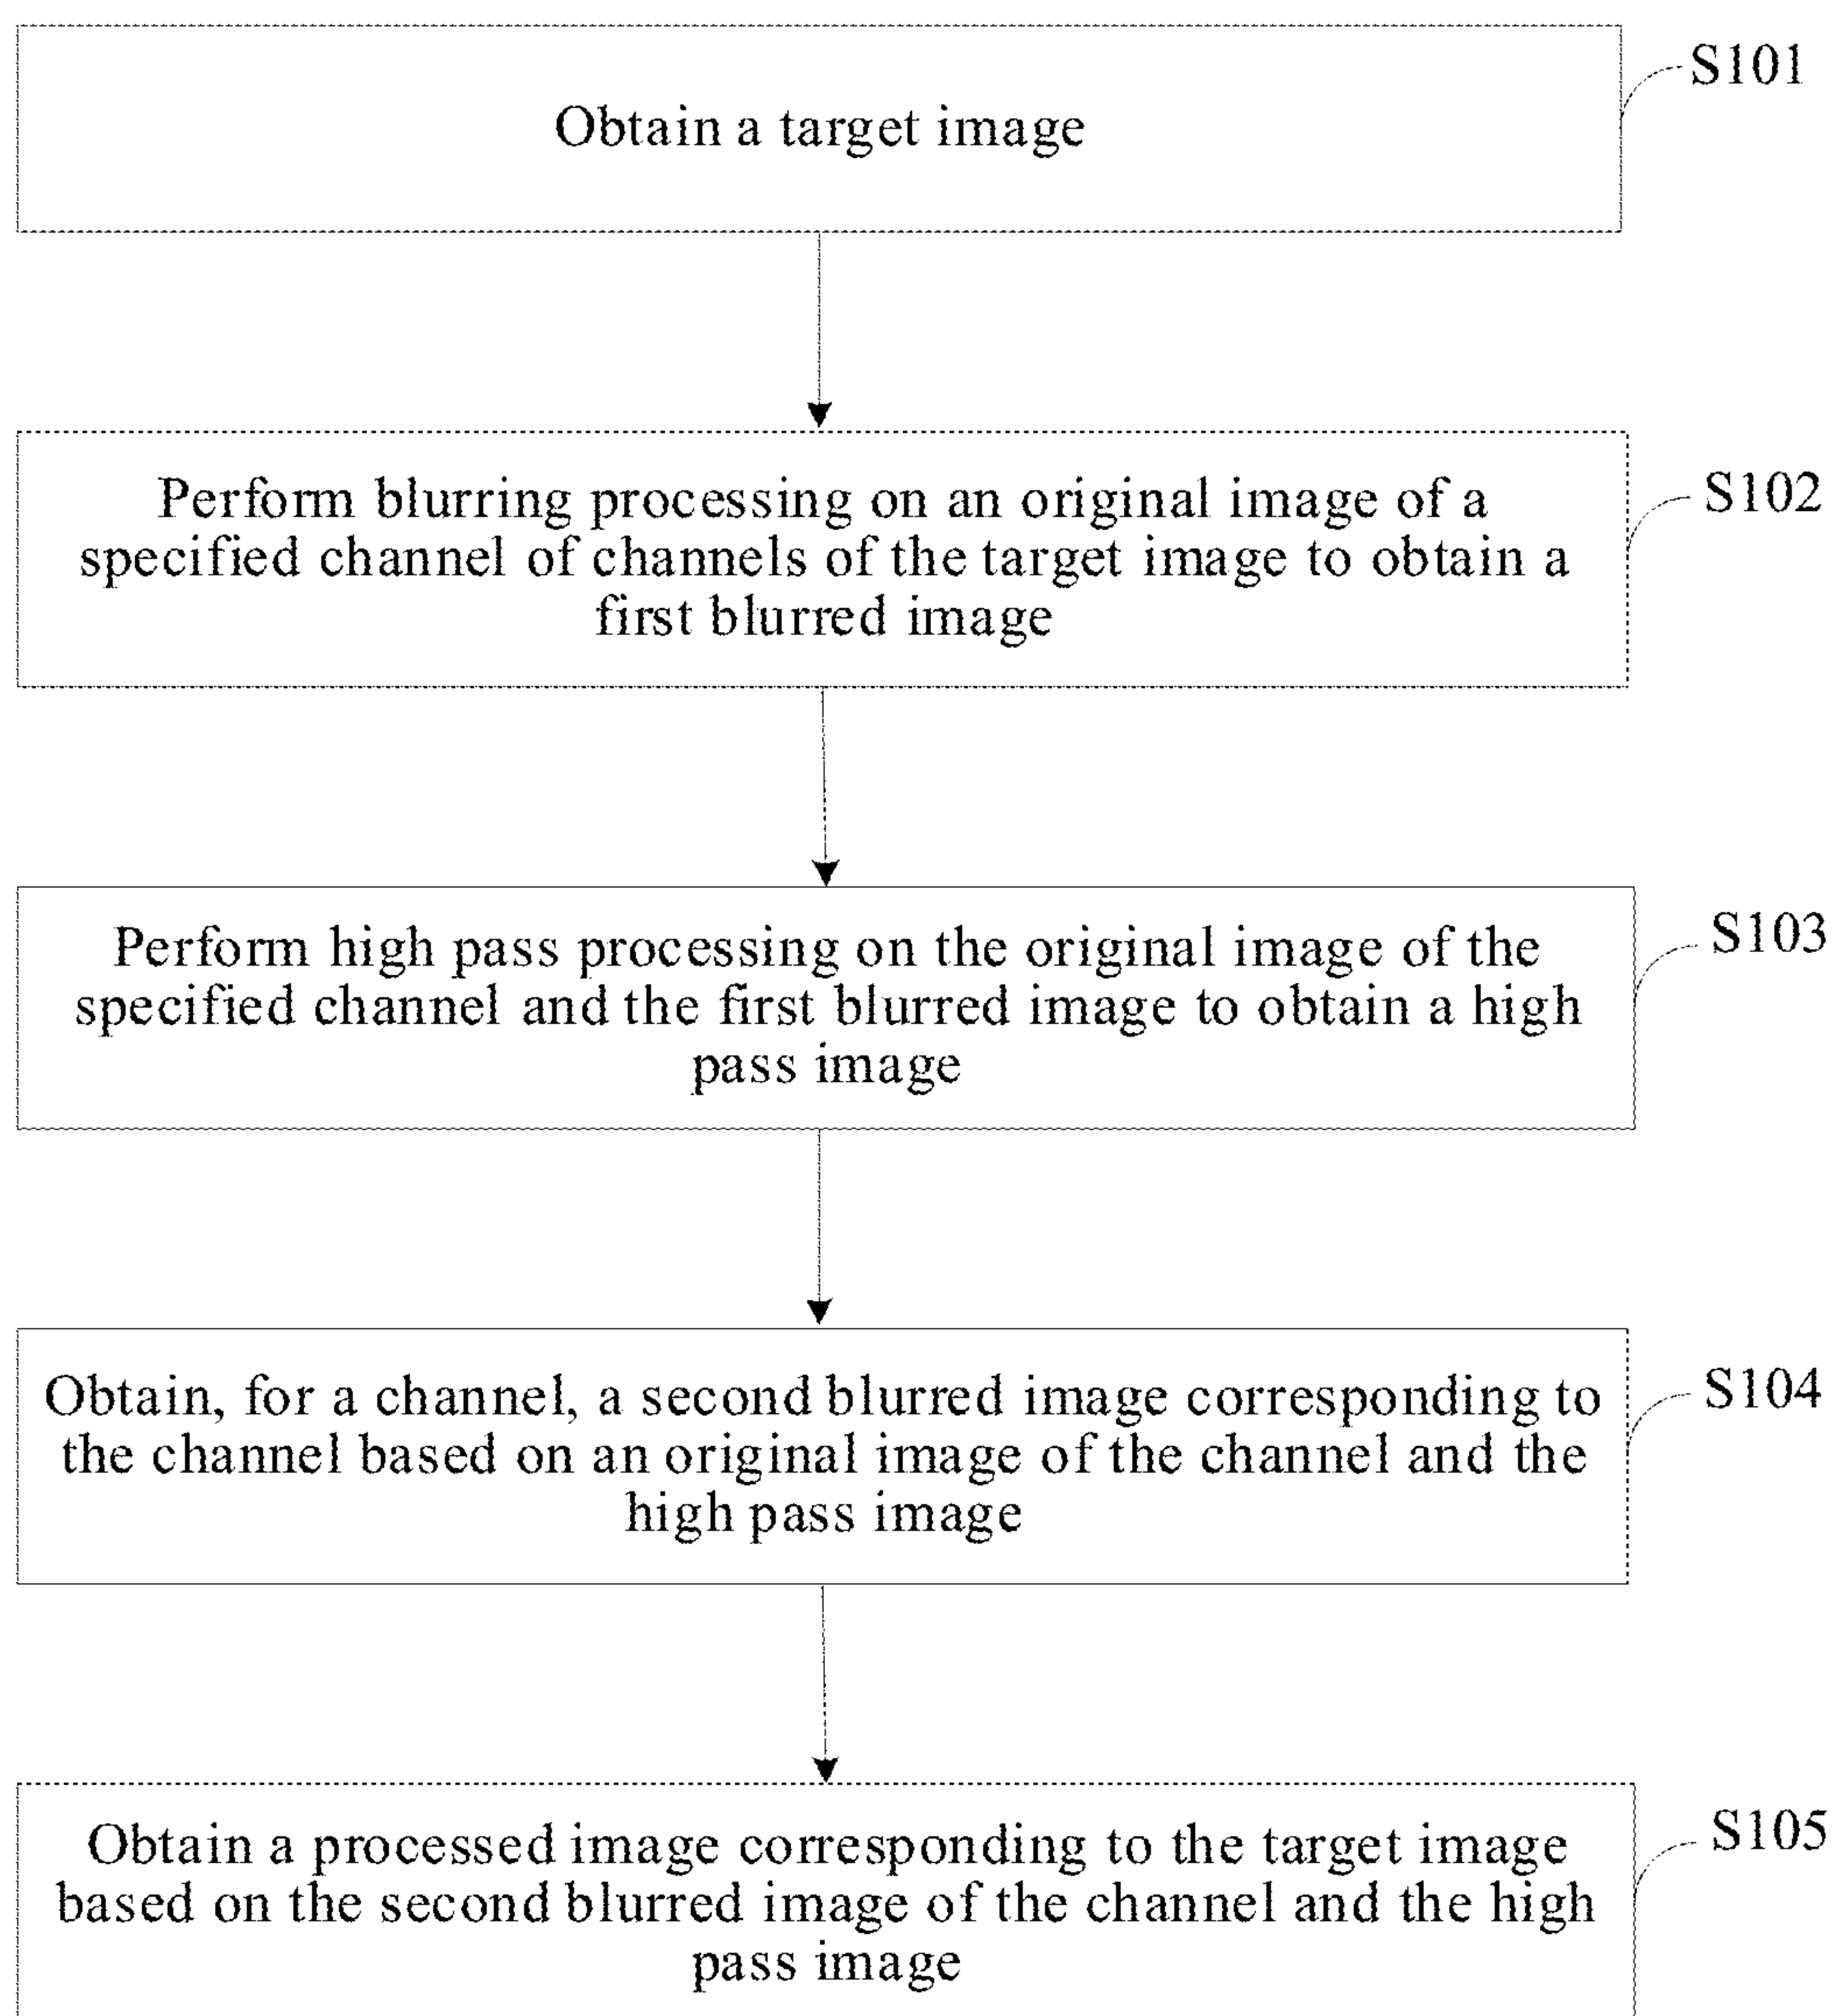 S101
Obtain a target image
Perform blurring processing on an original image of a
S102
specified channel of channels of the target image to obtain a
first blurred image
Perform high pass processing on the original image of the
S103
specified channel and the first blurred image to obtain a high
pass image
Obtain, for a channel, a second blurred image corresponding to
S104
the channel based on an original image of the channel and the
high pass image
Obtain a processed image corresponding to the target image
S105
based on the second blurred image of the channel and the high
pass image